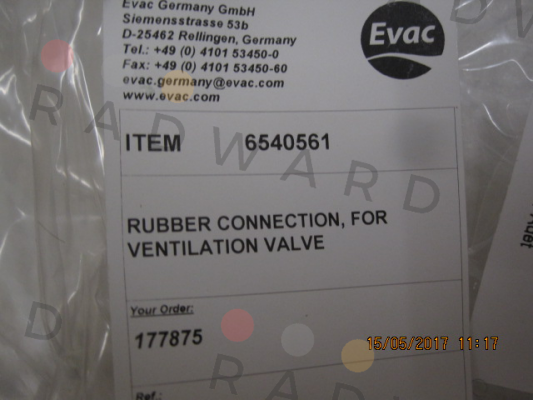 Evac Germany GmbH
Siemensstrasse 53b
D-25462 Rellingen, Germany
Tel.: +49 (0) 4101 53450-0
Fax: +49 (0) 4101 53450-60
evac.germany@evac.com
www.evac.com
Evac
ITEM 6540561
RUBBER CONNECTION, FOR
VENTILATION VALVE
Your Order:
177875
Ref.:
15/05/2017 11:17
RADWARD
RADWARD